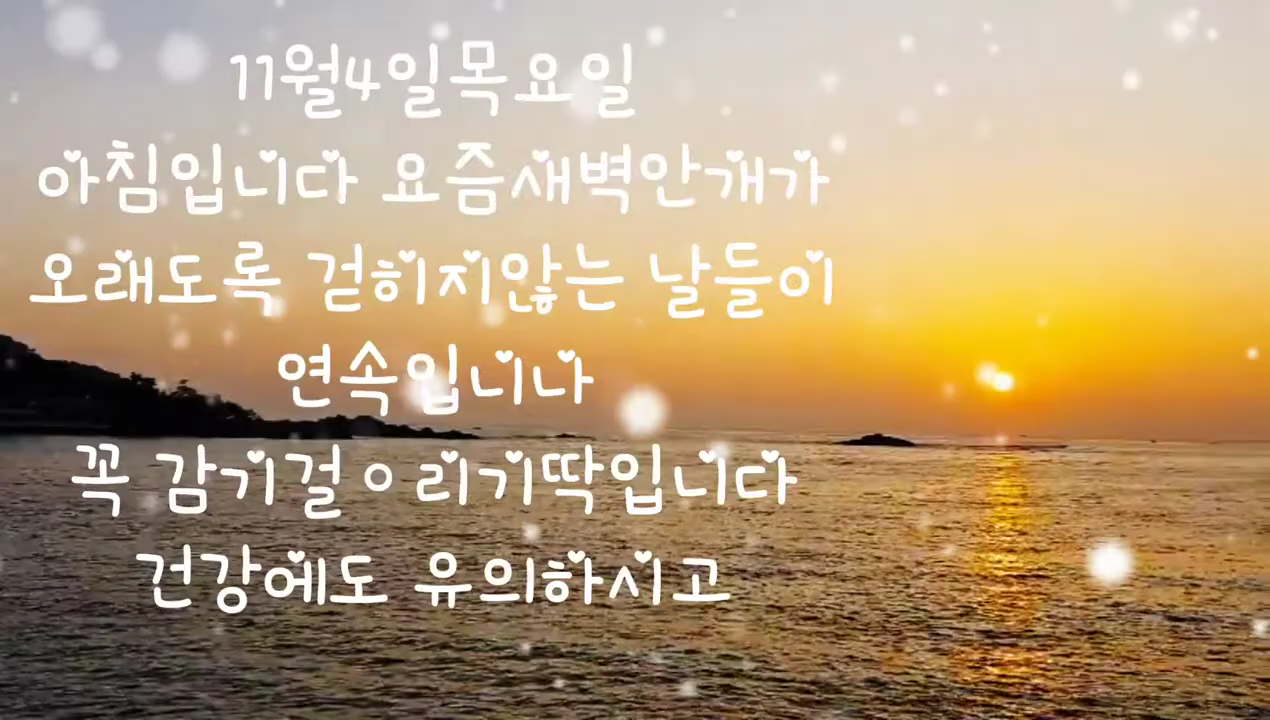 11월4일목요일
아침입니다 요즘새벽안개가
오래도록 걷히지않는 날들이
연속입니나
꼭 감기걸ㅇ리기딱입니다
건강에도 유의하시고